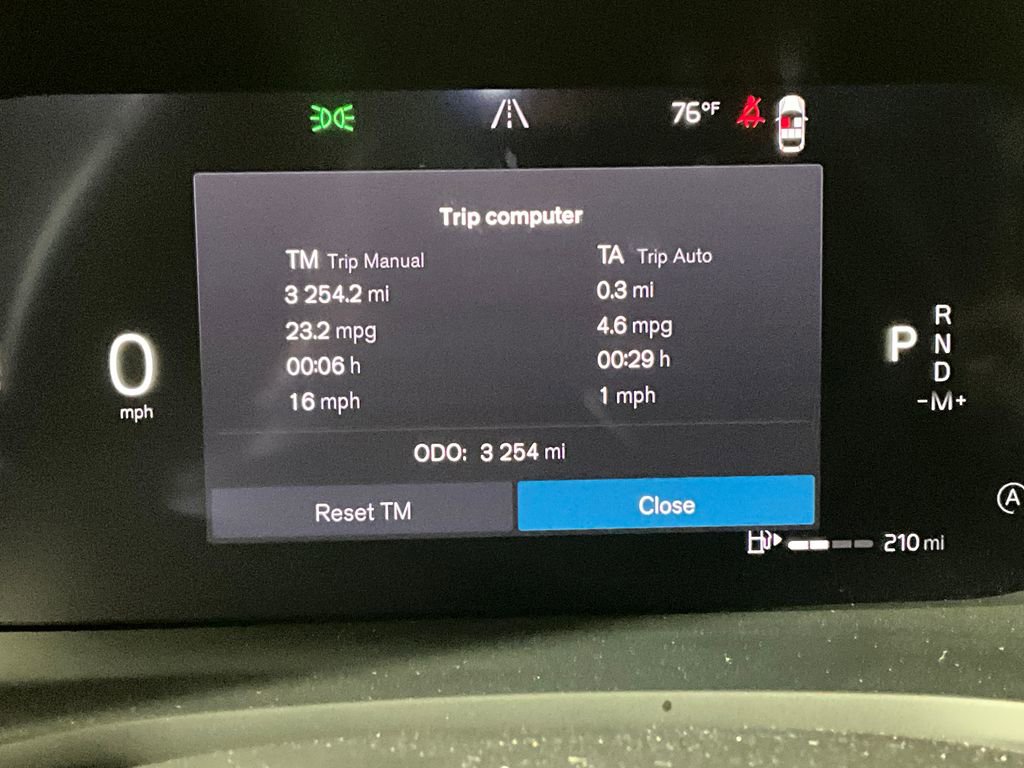 76°F
Trip computer
TM Trip Manual
3 254.2 mi
23.2 mpg
00:06 h
16 mph
TA Trip Auto
0.3 mi
4.6 mpg
00:29 h
1 mph
ODO: 3 254 mi
Reset TM
Close
0
mph
P
R
N
D
-M+
A
210 mi